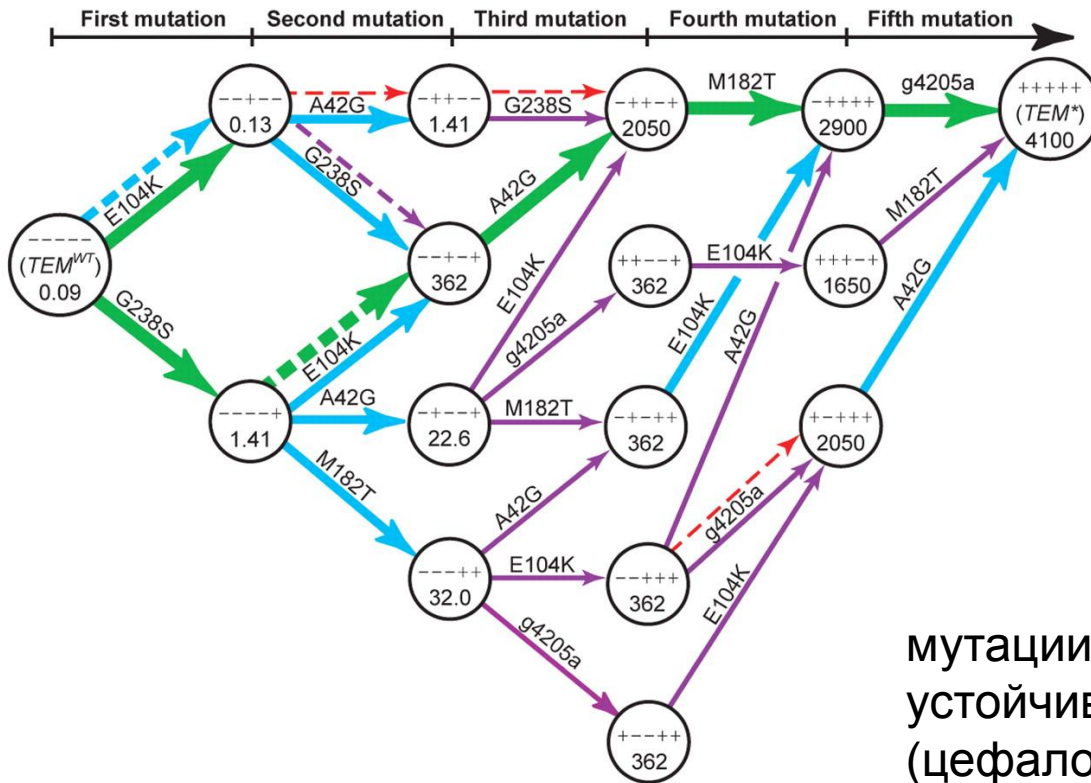 First mutation
Second mutation
Third mutation
Fourth mutation
Fifth mutation
−−−−−
(TEM^WT)
0.09
E104K
G238S
−−+−−
0.13
−−−−+
1.41
A42G
G238S
E104K
A42G
M182T
−++−−
1.41
−−+−+
362
−+−−+
22.6
−−−++
32.0
G238S
A42G
E104K
g4205a
M182T
A42G
E104K
g4205a
−++−+
2050
++−−+
362
−+−++
362
−−+++
362
+−−++
362
M182T
E104K
E104K
A42G
g4205a
E104K
−++++
2900
+++−+
1650
+−+++
2050
g4205a
M182T
A42G
+++++
(TEM*)
4100
мутации
устойчив
(цефало